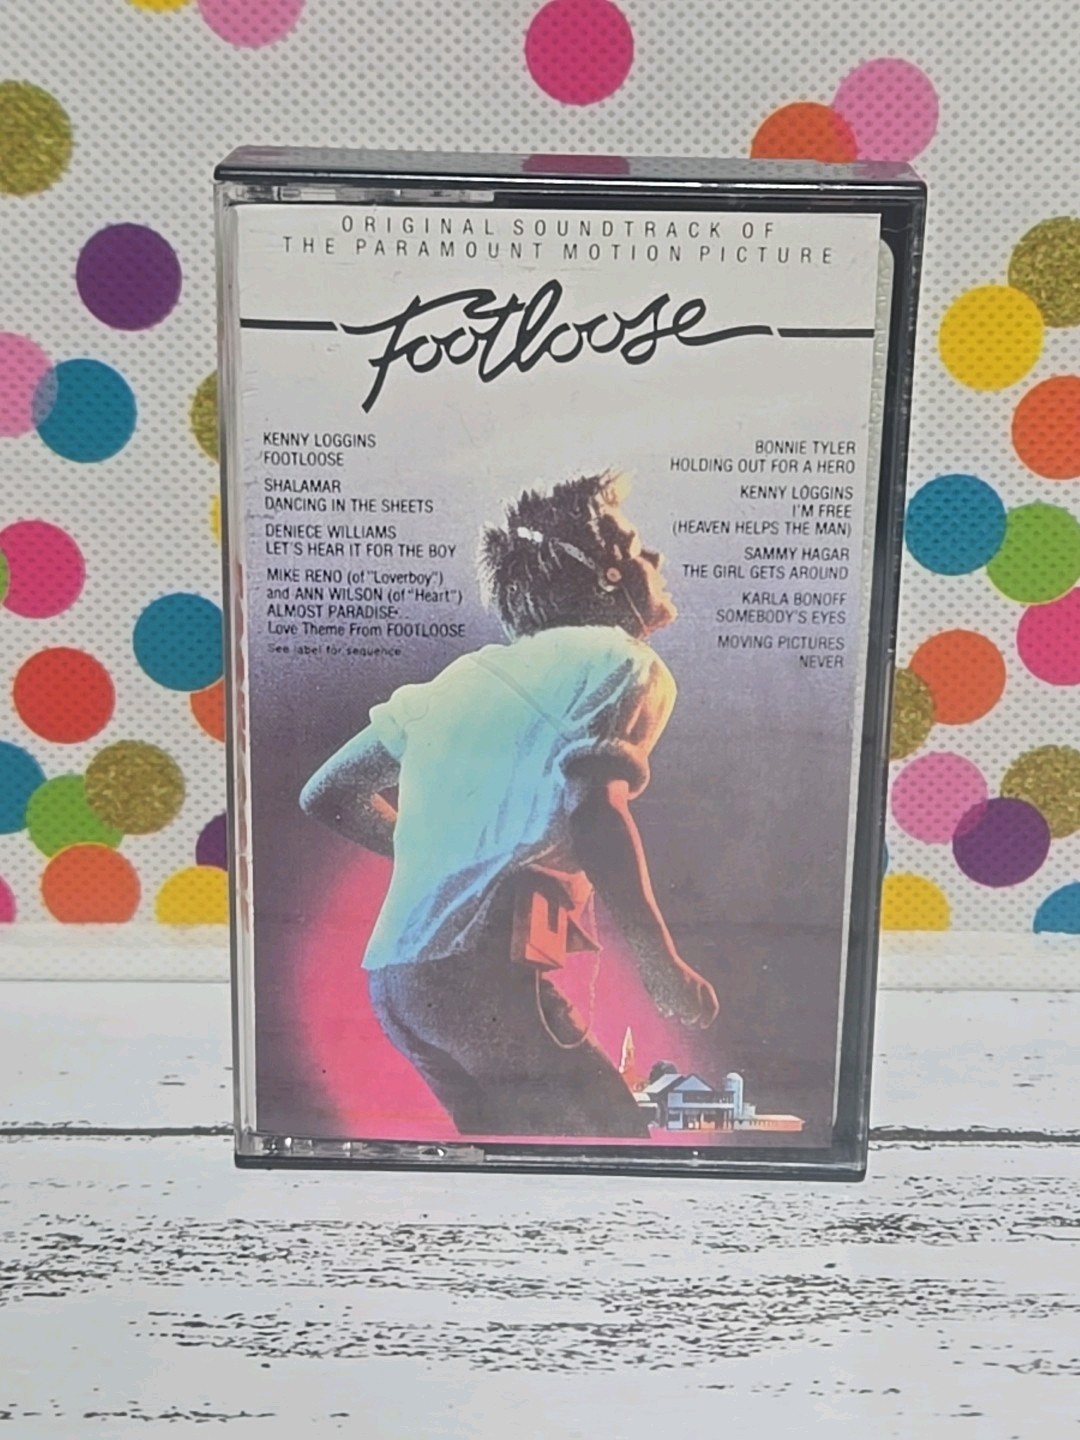 ORIGINAL SOUNDTRACK OF
THE PARAMOUNT MOTION PICTURE
Footloose
KENNY LOGGINS
FOOTLOOSE
SHALAMAR
DANCING IN THE SHEETS
DENIECE WILLIAMS
LET'S HEAR IT FOR THE BOY
MIKE RENO (of "Loverboy")
and ANN WILSON (of "Heart")
ALMOST PARADISE...
Love Theme From FOOTLOOSE
See label for sequence.
BONNIE TYLER
HOLDING OUT FOR A HERO
KENNY LOGGINS
I'M FREE
(HEAVEN HELPS THE MAN)
SAMMY HAGAR
THE GIRL GETS AROUND
KARLA BONOFF
SOMEBODY'S EYES
MOVING PICTURES
NEVER